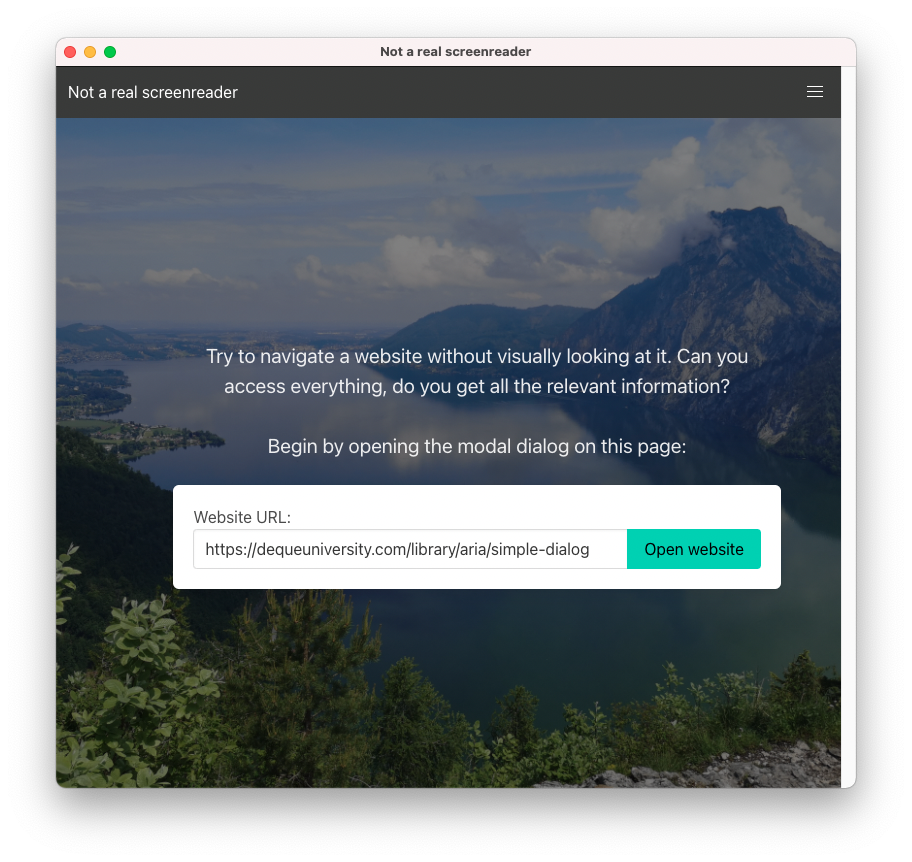 Not a real screenreader
Not a real screenreader
Try to navigate a website without visually looking at it. Can you
access everything, do you get all the relevant information?
Begin by opening the modal dialog on this page:
Website URL:
https://dequeuniversity.com/library/aria/simple-dialog Open website